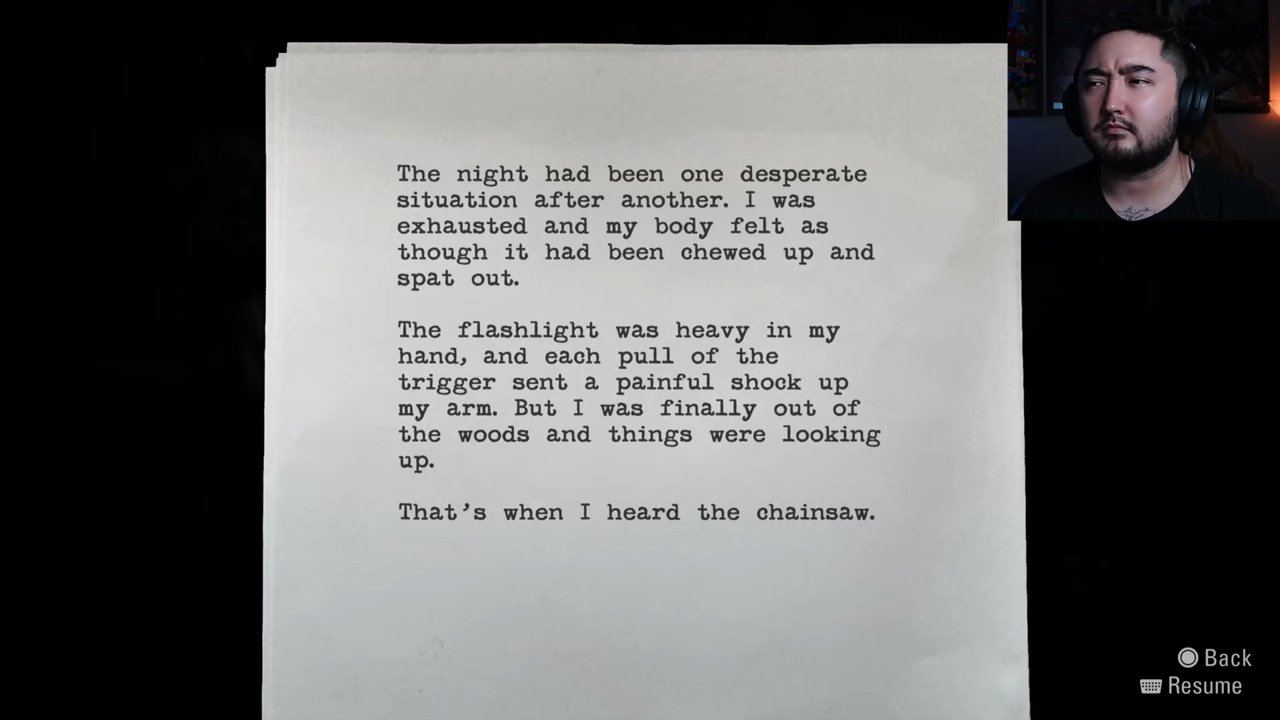 The night had been one desperate
situation after another. I was
exhausted and my body felt as
though it had been chewed up and
spat out.
The flashlight was heavy in my
hand, and each pull of the
trigger sent a painful shock up
my arm. But I was finally out of
the woods and things were looking
up.
That's when I heard the chainsaw.
Back
Resume